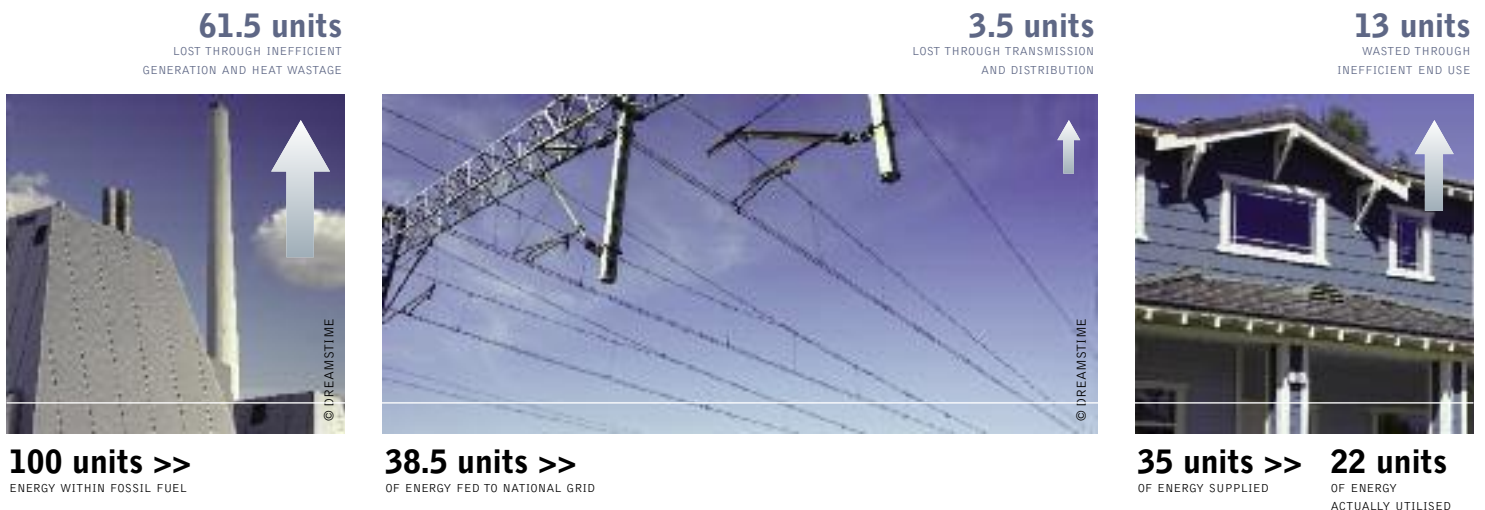 61.5 units
LOST THROUGH INEFFICIENT
GENERATION AND HEAT WASTAGE
3.5 units
LOST THROUGH TRANSMISSION
AND DISTRIBUTION
13 units
WASTED THROUGH
INEFFICIENT END USE
© DREAMSTIME
© DREAMSTIME
100 units >>
ENERGY WITHIN FOSSIL FUEL
38.5 units >>
OF ENERGY FED TO NATIONAL GRID
35 units >>
OF ENERGY SUPPLIED
22 units
OF ENERGY
ACTUALLY UTILISED